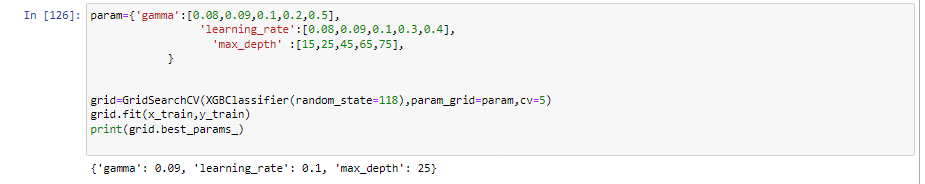 In [126]: param={'gamma':[0.08,0.09,0.1,0.2,0.5],
'learning_rate':[0.08,0.09,0.1,0.3,0.4],
'max_depth' :[15,25,45,65,75],
}
grid=GridSearchCV(XGBClassifier(random_state=118),param_grid=param,cv=5)
grid.fit(x_train,y_train)
print(grid.best_params_)
{'gamma': 0.09, 'learning_rate': 0.1, 'max_depth': 25}